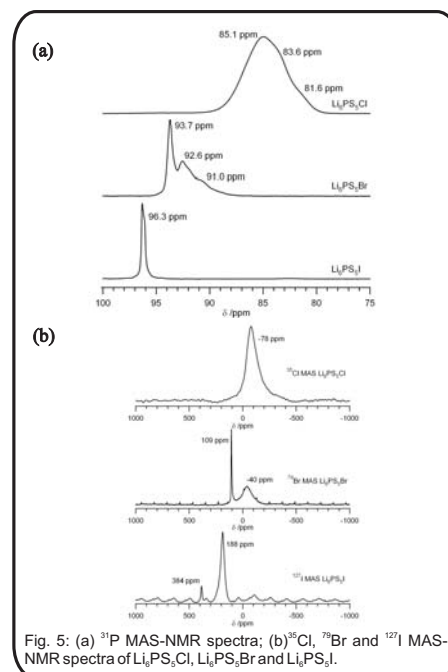 (a)
85.1 ppm
83.6 ppm
81.6 ppm
Li₆PS₅Cl
93.7 ppm
92.6 ppm
91.0 ppm
Li₆PS₅Br
96.3 ppm
Li₆PS₅I
100 95 90 85 80 75
δ /ppm
(b)
-78 ppm
³⁵Cl MAS Li₆PS₅Cl
1000 500 0 -500 -1000
δ /ppm
109 ppm
-40 ppm
⁷⁹Br MAS Li₆PS₅Br
1000 500 0 -500 -1000
δ /ppm
188 ppm
384 ppm
¹²⁷I MAS Li₆PS₅I
1000 500 0 -500 -1000
δ /ppm
Fig. 5: (a) ³¹P MAS-NMR spectra; (b)³⁵Cl, ⁷⁹Br and ¹²⁷I MAS-
NMR spectra of Li₆PS₅Cl, Li₆PS₅Br and Li₆PS₅I.